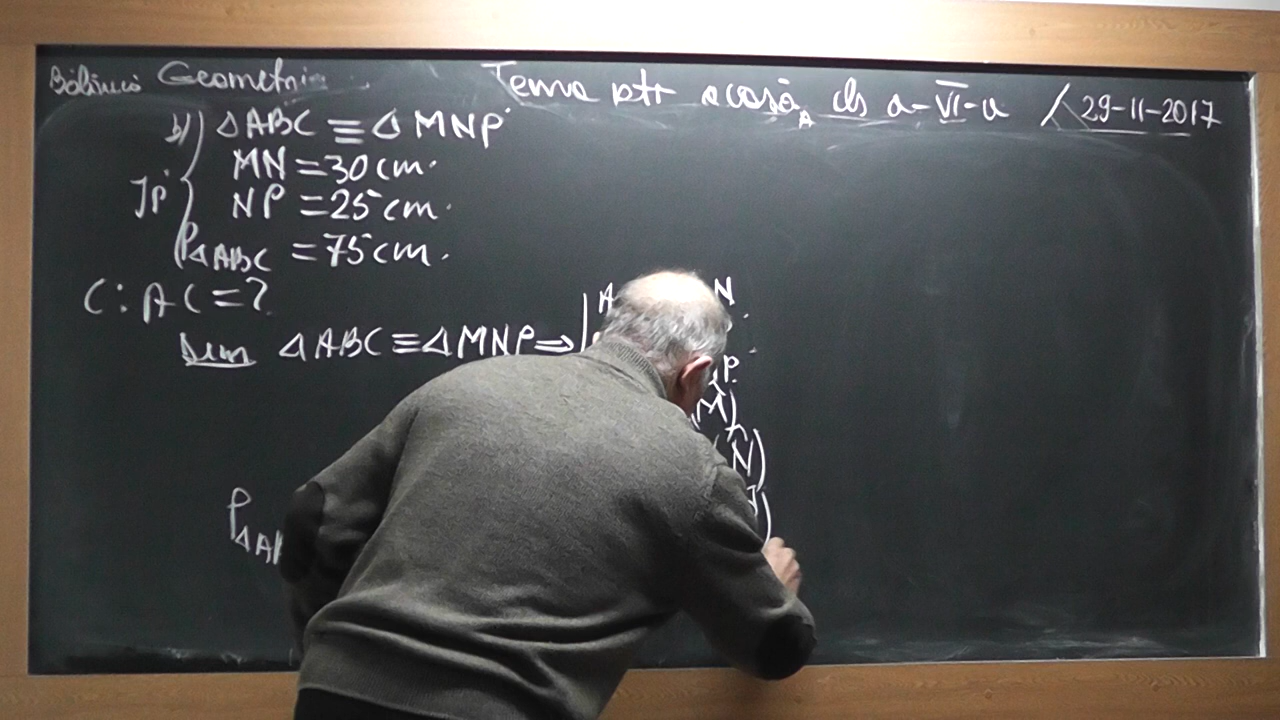 Geometrie Tema ptr acasă cls a-VI-a 29-11-2017
b) △ABC ≡ △MNP
MN = 30 cm.
Ip NP = 25 cm.
P△ABC = 75 cm.
C: AC = ?
A N
Dem △ABC ≡ △MNP ⇒
P
M)
N)
P△AB